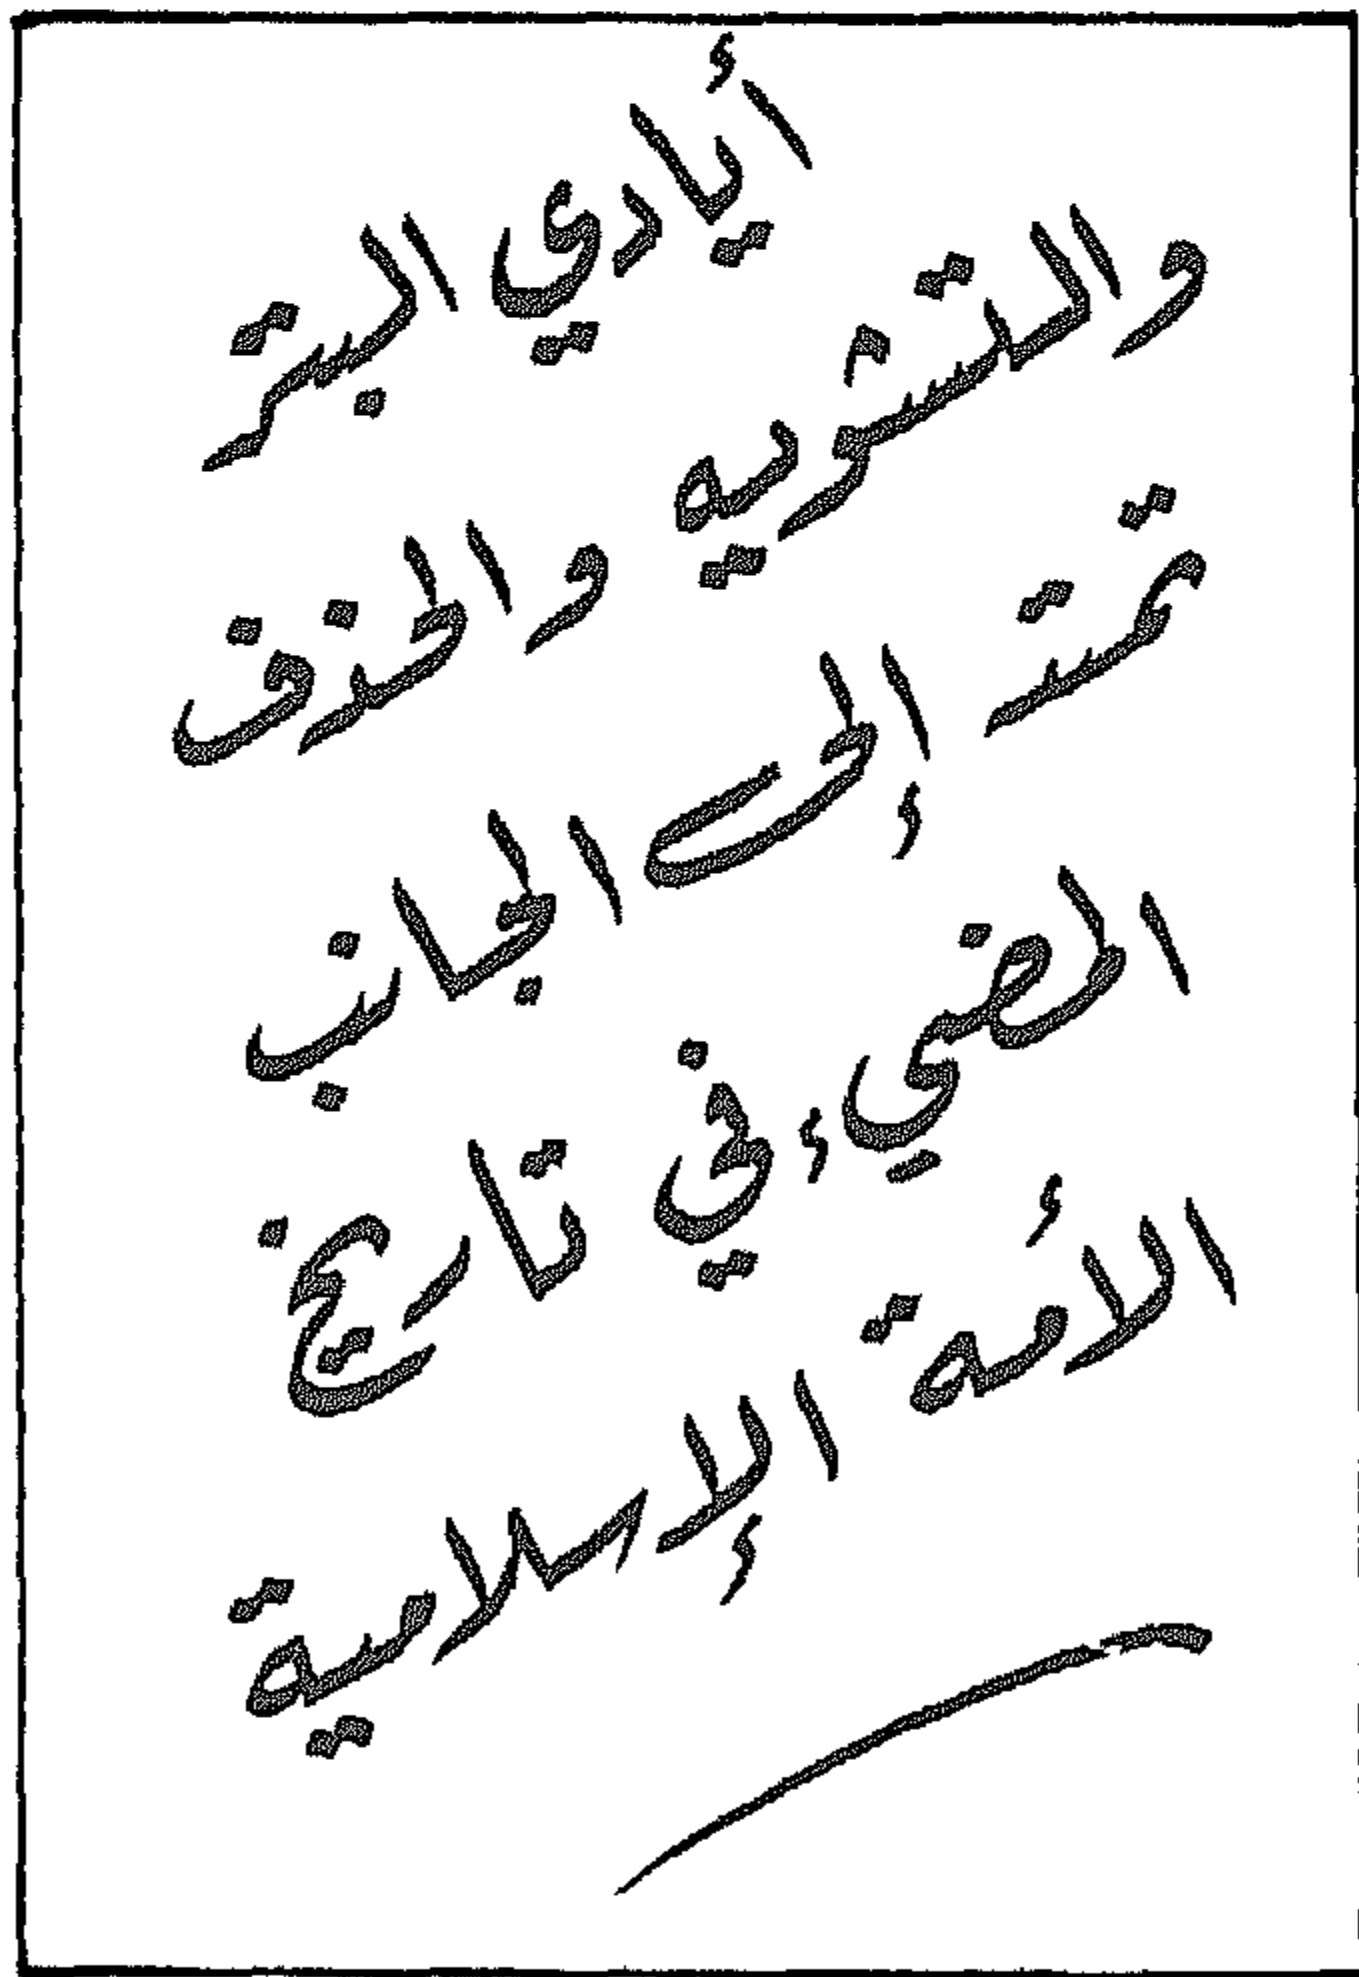 أيادي البتر
والتشويه والحذف
تمتد إلى الجانب
المضيء في تاريخ
الأمة الإسلامية